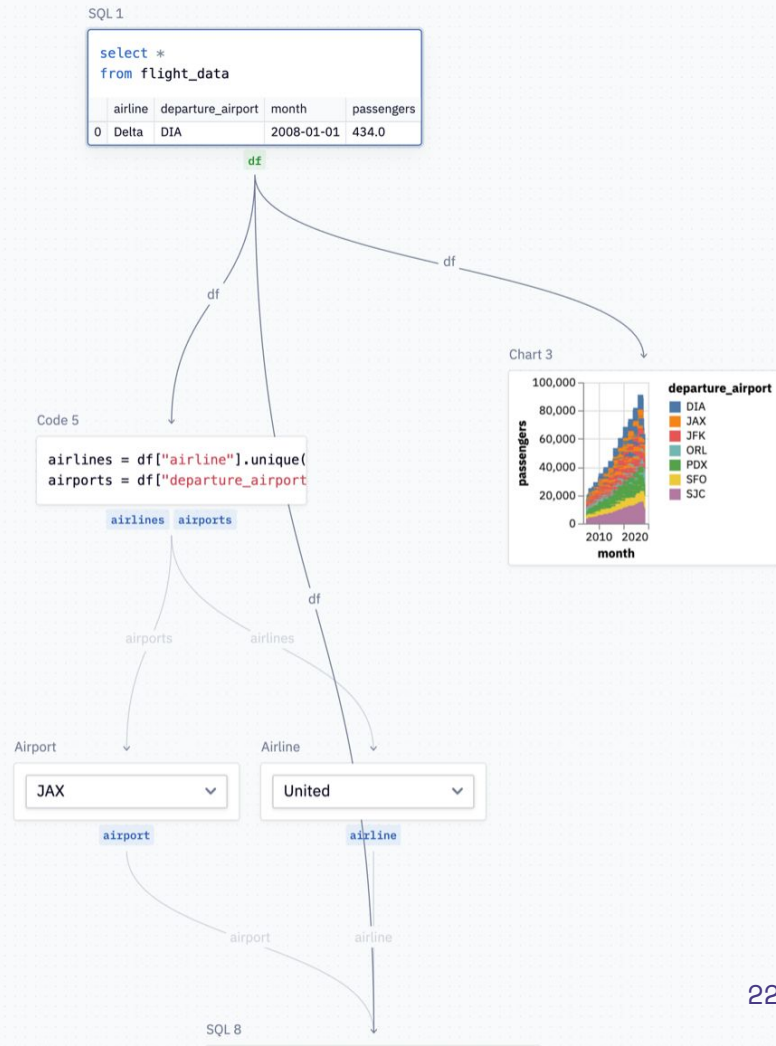 SQL 1
select *
from flight_data
airline departure_airport month passengers
0 Delta DIA 2008-01-01 434.0
df
df
df
Chart 3
departure_airport
DIA
JAX
JFK
ORL
PDX
SFO
SJC
100,000
80,000
60,000
40,000
20,000
0
passengers
2010 2020
month
Code 5
airlines = df["airline"].unique(
airports = df["departure_airport
airlines airports
df
airports airlines
Airport
JAX
airport
Airline
United
airline
airport airline
SQL 8
22